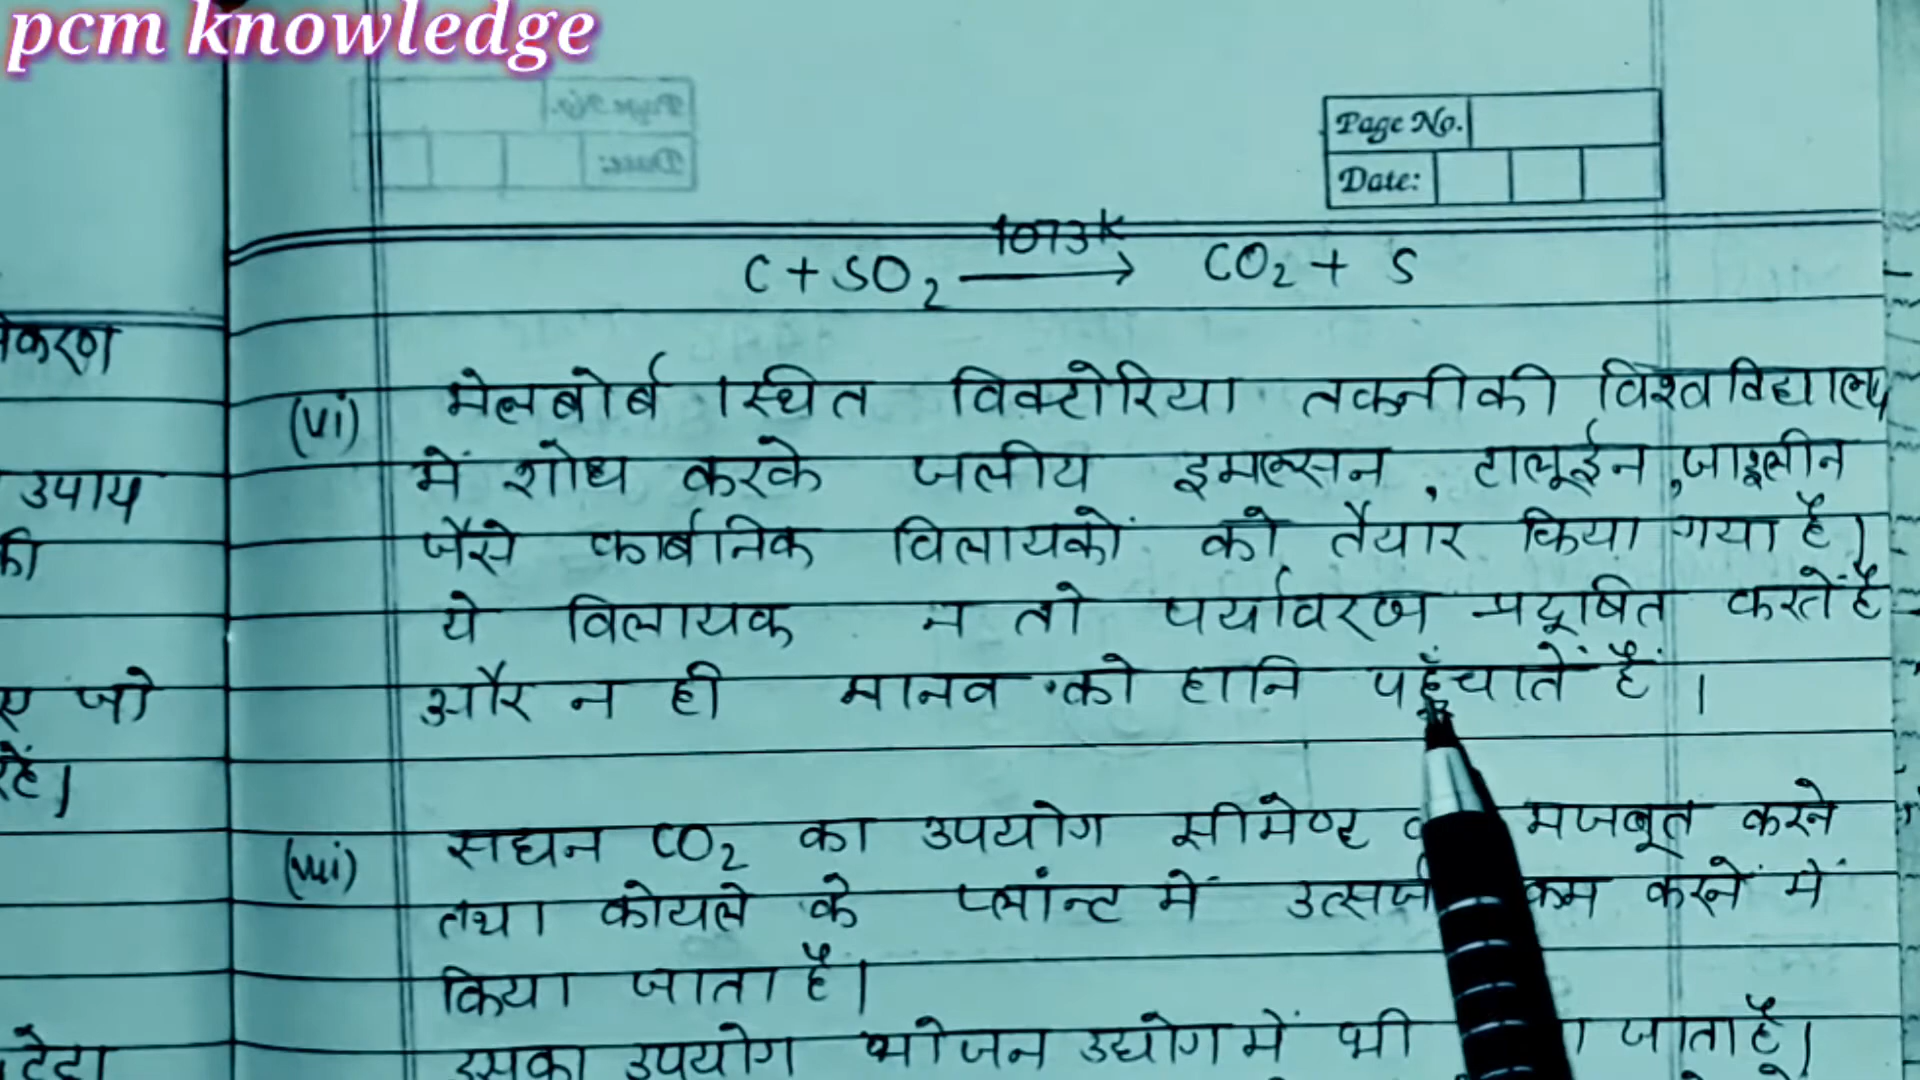 pcm knowledge
Page No.
Date:
1073K
C + SO₂ ⟶ CO₂ + S
उपाय
जो
(vi) मेलबोर्ब स्थित विक्टोरिया तकनीकी विश्वविद्यालय
में शोध करके जलीय इमल्सन, टालूईन, जाइलीन
जैसे कार्बनिक विलायकों को तैयार किया गया है।
ये विलायक न तो पर्यावरण प्रदूषित करते है
और न ही मानव को हानि पहुँचातें हैं।
(vii) सघन CO₂ का उपयोग सीमेण्ट मजबूत करने
तथा कोयले के प्लांन्ट में कम करनें में
किया जाता है।
इसका उपयोग भोजन उद्योग में भी जाता है।